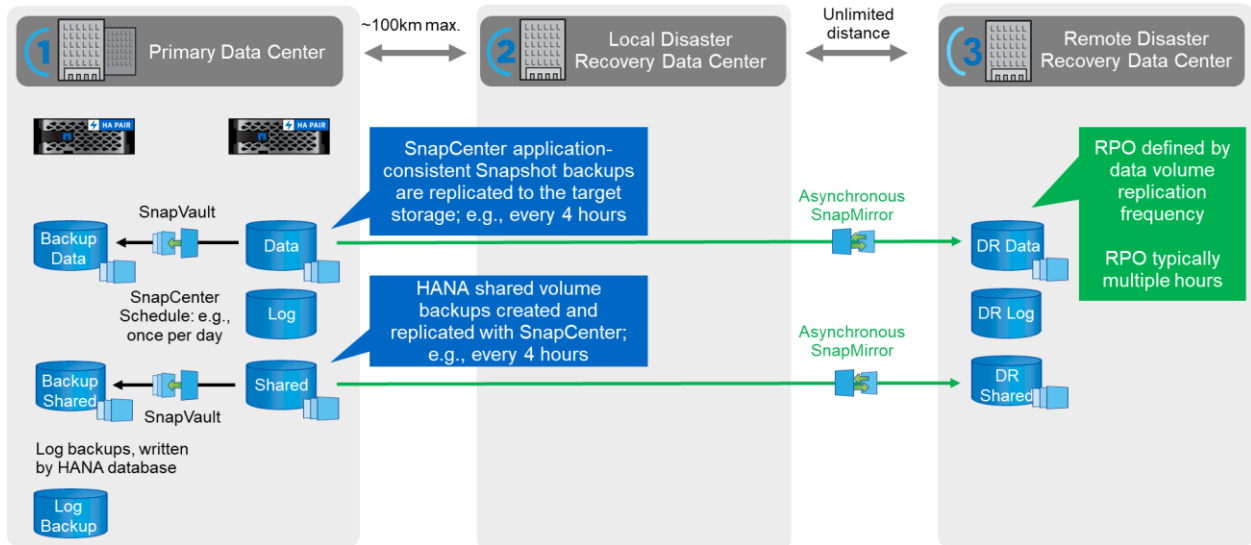 1
Primary Data Center
~100km max.
2
Local Disaster
Recovery Data Center
Unlimited
distance
3
Remote Disaster
Recovery Data Center
HA PAIR
HA PAIR
SnapCenter application-
consistent Snapshot backups
are replicated to the target
storage; e.g., every 4 hours
RPO defined by
data volume
replication
frequency
RPO typically
multiple hours
SnapVault
Backup
Data
Data
Asynchronous
SnapMirror
DR Data
SnapCenter
Schedule: e.g.,
once per day
Log
HANA shared volume
backups created and
replicated with SnapCenter;
e.g., every 4 hours
DR Log
Asynchronous
SnapMirror
Backup
Shared
SnapVault
Shared
DR
Shared
Log backups, written
by HANA database
Log
Backup